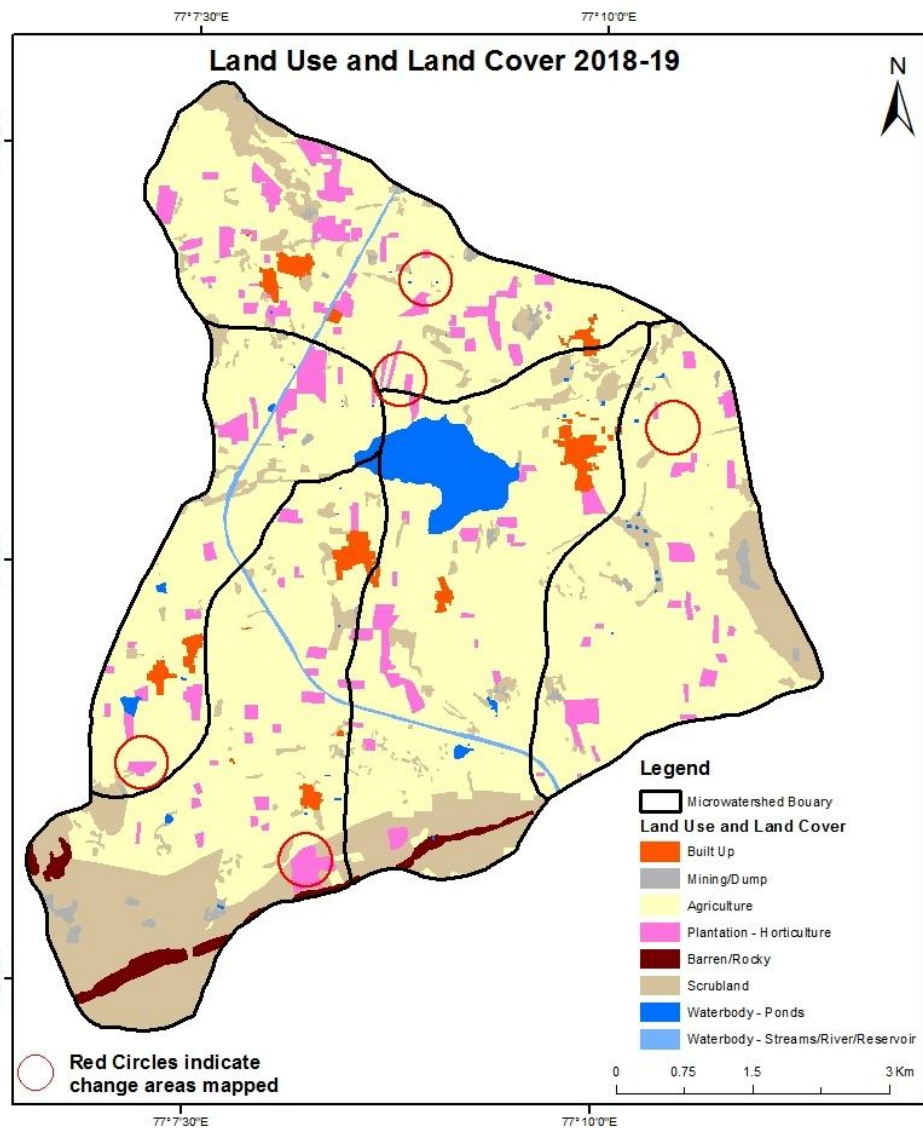 77° 7'30"E
77° 10'0"E
Land Use and Land Cover 2018-19
N
Legend
Microwatershed Bouary
Land Use and Land Cover
Built Up
Mining/Dump
Agriculture
Plantation - Horticulture
Barren/Rocky
Scrubland
Waterbody - Ponds
Waterbody - Streams/River/Reservoir
Red Circles indicate
change areas mapped
0 0.75 1.5 3 Km
77° 7'30"E
77° 10'0"E